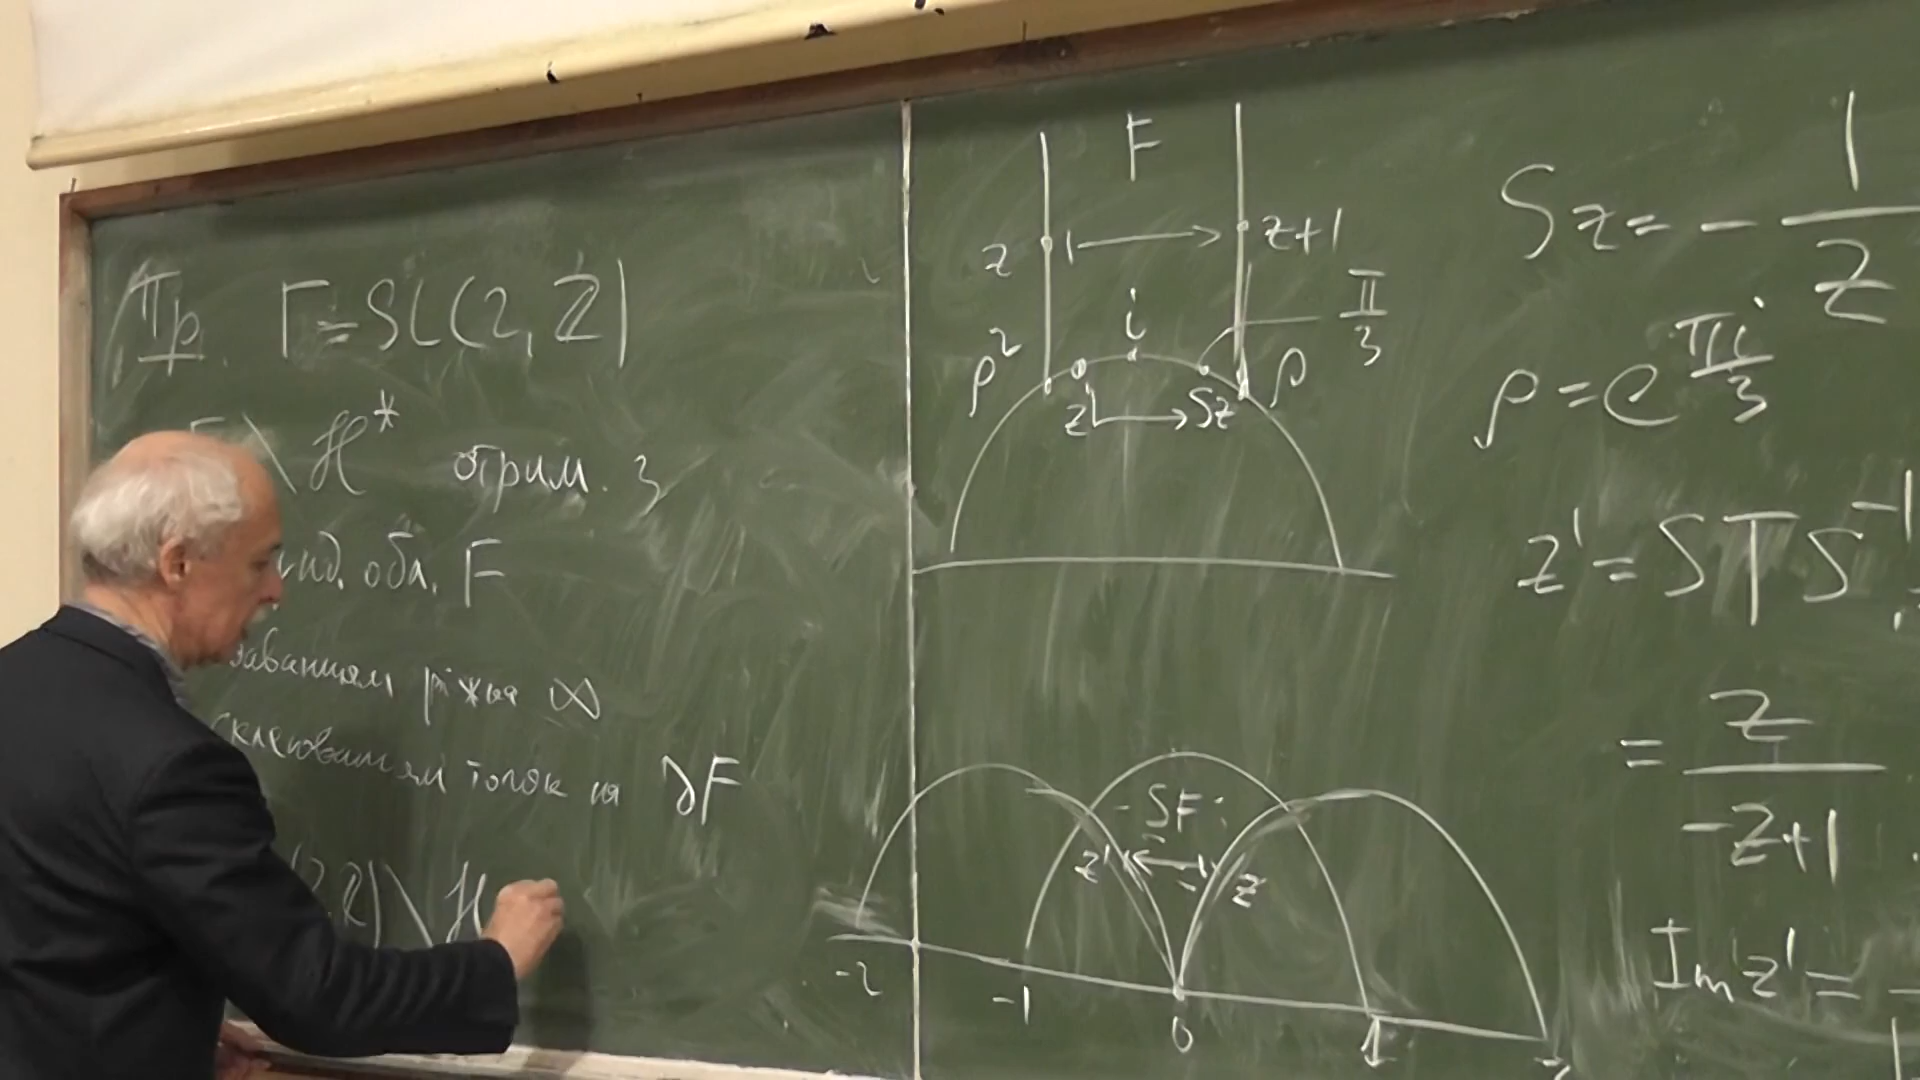 Пр. Γ = SL(2, ℤ)
\ ℋ* отрим. з
обл. F
ріжка ∞
точок на ∂F
\ ℋ
F
z ↦ z+1
i
π/3
ρ² ρ
z ↦ Sz
SF
z' z
-2 -1 0 1
Sz = - 1/z
ρ = e^{πi/3}
z' = STS⁻¹
= z/(-z+1)
Im z' =